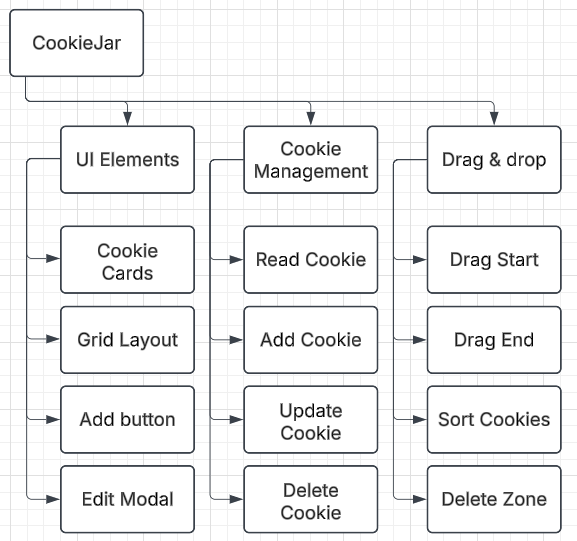 CookieJar
UI Elements
Cookie
Management
Drag & drop
Cookie
Cards
Read Cookie
Drag Start
Grid Layout
Add Cookie
Drag End
Add button
Update
Cookie
Sort Cookies
Edit Modal
Delete
Cookie
Delete Zone